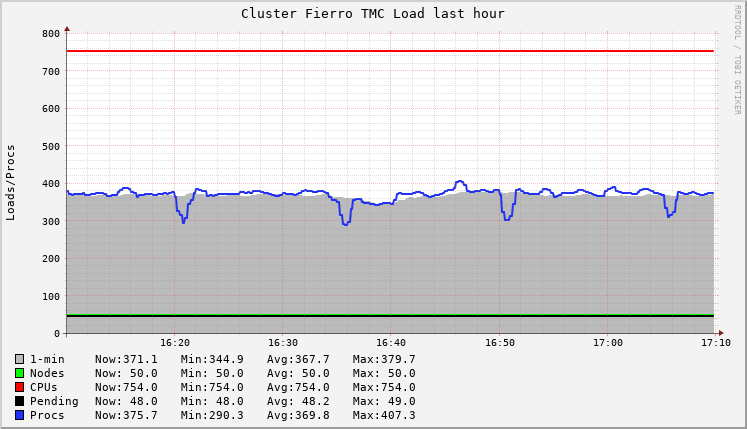 Cluster Fierro TMC Load last hour
RRDTOOL / TOBI OETIKER
Loads/Procs
800
700
600
500
400
300
200
100
0
16:20 16:30 16:40 16:50 17:00 17:10
1-min Now:371.1 Min:344.9 Avg:367.7 Max:379.7
Nodes Now: 50.0 Min: 50.0 Avg: 50.0 Max: 50.0
CPUs Now:754.0 Min:754.0 Avg:754.0 Max:754.0
Pending Now: 48.0 Min: 48.0 Avg: 48.2 Max: 49.0
Procs Now:375.7 Min:290.3 Avg:369.8 Max:407.3